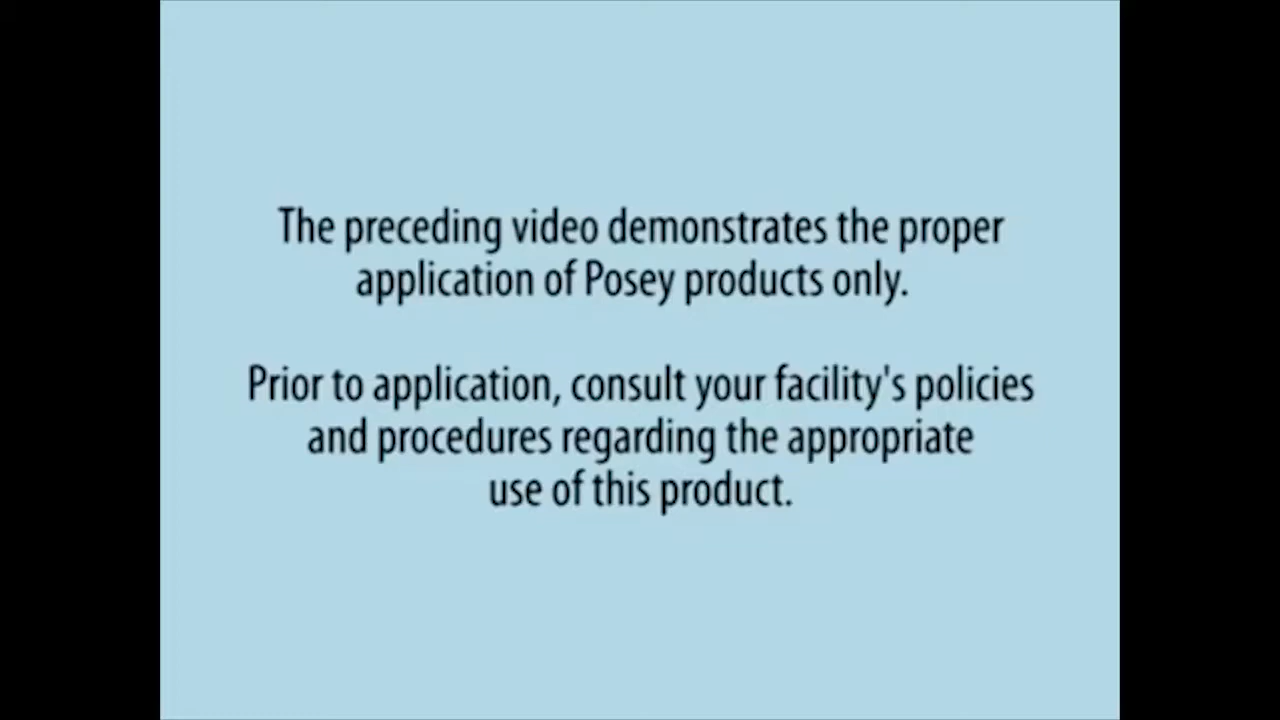 The preceding video demonstrates the proper
application of Posey products only.
Prior to application, consult your facility's policies
and procedures regarding the appropriate
use of this product.